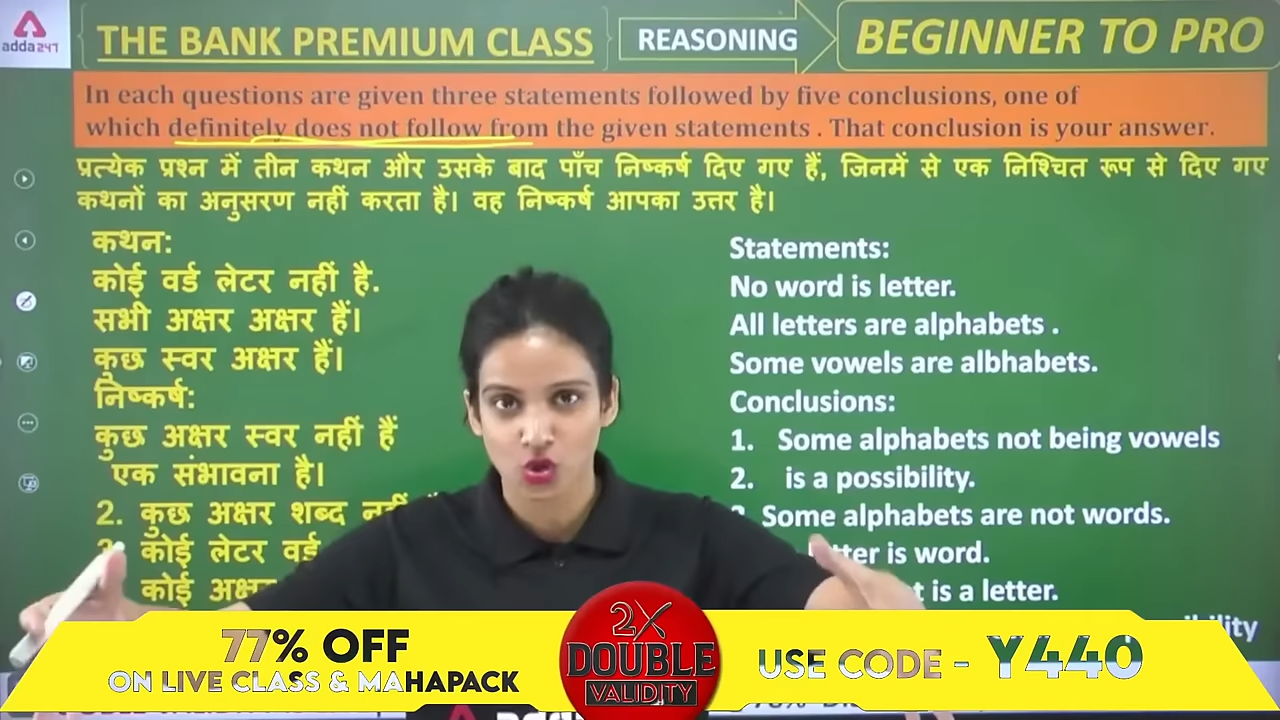 adda247
THE BANK PREMIUM CLASS
REASONING
BEGINNER TO PRO
In each questions are given three statements followed by five conclusions, one of
which definitely does not follow from the given statements . That conclusion is your answer.
प्रत्येक प्रश्न में तीन कथन और उसके बाद पाँच निष्कर्ष दिए गए हैं, जिनमें से एक निश्चित रूप से दिए गए
कथनों का अनुसरण नहीं करता है। वह निष्कर्ष आपका उत्तर है।
कथन:
कोई वर्ड लेटर नहीं है.
सभी अक्षर अक्षर हैं।
कुछ स्वर अक्षर हैं।
निष्कर्ष:
कुछ अक्षर स्वर नहीं हैं
एक संभावना है।
2. कुछ अक्षर शब्द
कोई लेटर वर्ड
कोई
Statements:
No word is letter.
All letters are alphabets .
Some vowels are albhabets.
Conclusions:
1. Some alphabets not being vowels
2. is a possibility.
Some alphabets are not words.
is word.
is a letter.
77% OFF
ON LIVE CLASS & MAHAPACK
2X
DOUBLE
VALIDITY
USE CODE - Y440